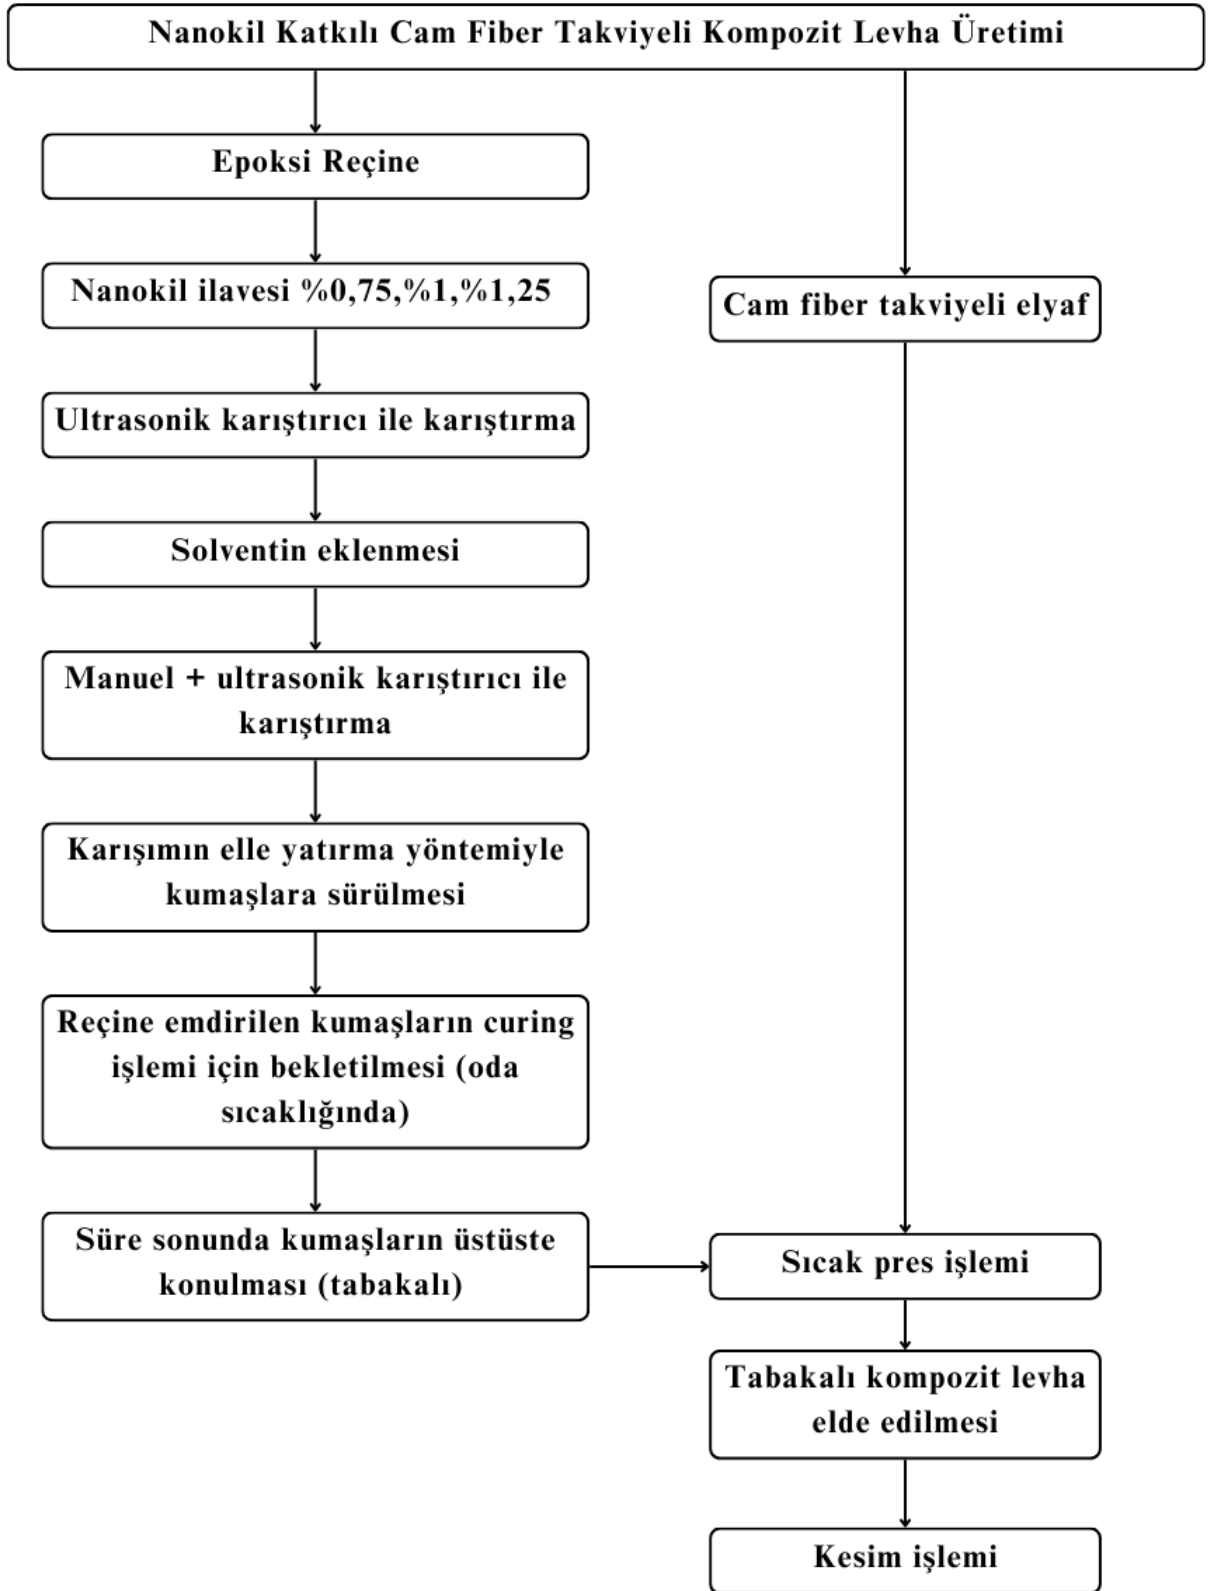 Nanokil Katkılı Cam Fiber Takviyeli Kompozit Levha Üretimi
Epoksi Reçine
Nanokil ilavesi %0,75,%1,%1,25
Cam fiber takviyeli elyaf
Ultrasonik karıştırıcı ile karıştırma
Solventin eklenmesi
Manuel + ultrasonik karıştırıcı ile
karıştırma
Karışımın elle yatırma yöntemiyle
kumaşlara sürülmesi
Reçine emdirilen kumaşların curing
işlemi için bekletilmesi (oda
sıcaklığında)
Süre sonunda kumaşların üstüste
konulması (tabakalı)
Sıcak pres işlemi
Tabakalı kompozit levha
elde edilmesi
Kesim işlemi